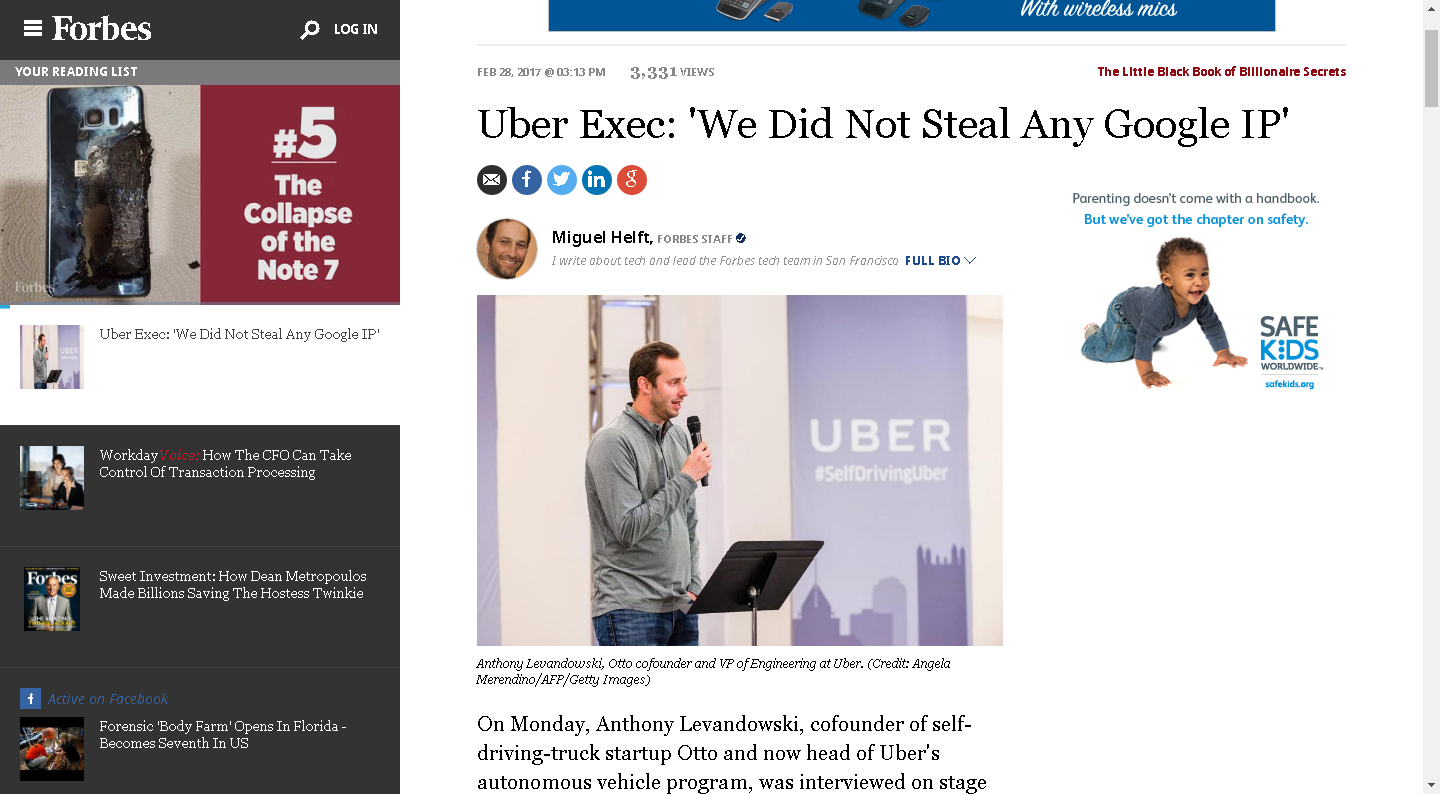 Forbes
LOG IN
YOUR READING LIST
#5
The
Collapse
of the
Note 7
Forbes
Uber Exec: 'We Did Not Steal Any Google IP'
UBER
WorkdayVoice: How The CFO Can Take
Control Of Transaction Processing
Forbes
Sweet Investment: How Dean Metropoulos
Made Billions Saving The Hostess Twinkie
f Active on Facebook
Forensic 'Body Farm' Opens In Florida -
Becomes Seventh In US
With wireless mics
FEB 28, 2017 @ 03:13 PM 3,331 VIEWS
The Little Black Book of Billionaire Secrets
Uber Exec: 'We Did Not Steal Any Google IP'
Miguel Helft, FORBES STAFF
I write about tech and lead the Forbes tech team in San Francisco FULL BIO
UBER
#SelfDrivingUber
Anthony Levandowski, Otto cofounder and VP of Engineering at Uber. (Credit: Angela
Merendino/AFP/Getty Images)
On Monday, Anthony Levandowski, cofounder of self-
driving-truck startup Otto and now head of Uber's
autonomous vehicle program, was interviewed on stage
Parenting doesn't come with a handbook.
But we've got the chapter on safety.
SAFE
KIDS
WORLDWIDE™
safekids.org